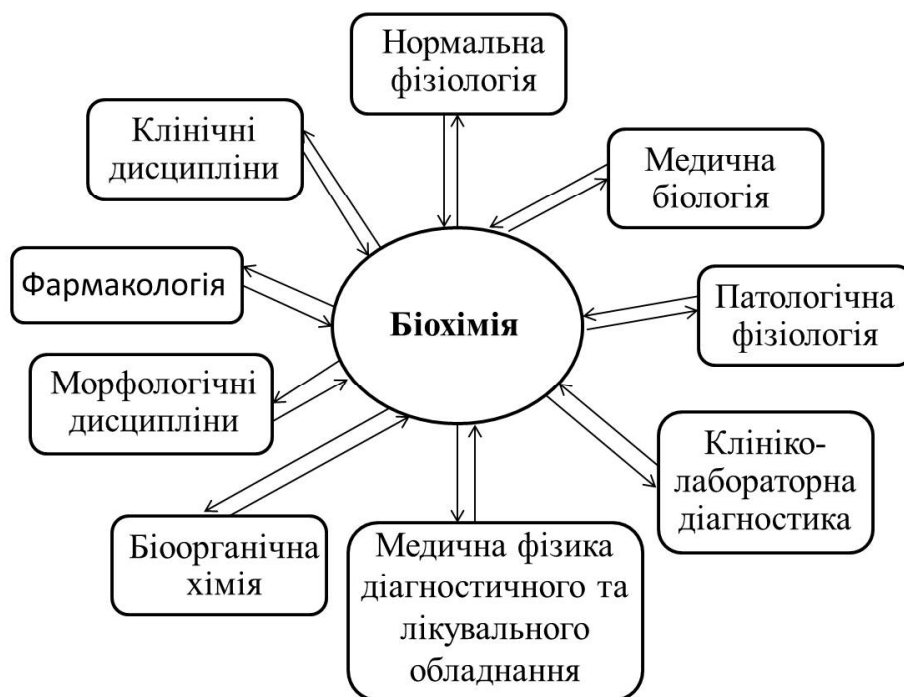 Нормальна
фізіологія
Клінічні
дисципліни
Медична
біологія
Фармакологія
Біохімія
Патологічна
фізіологія
Морфологічні
дисципліни
Клініко-
лабораторна
діагностика
Біоорганічна
хімія
Медична фізика
діагностичного та
лікувального
обладнання